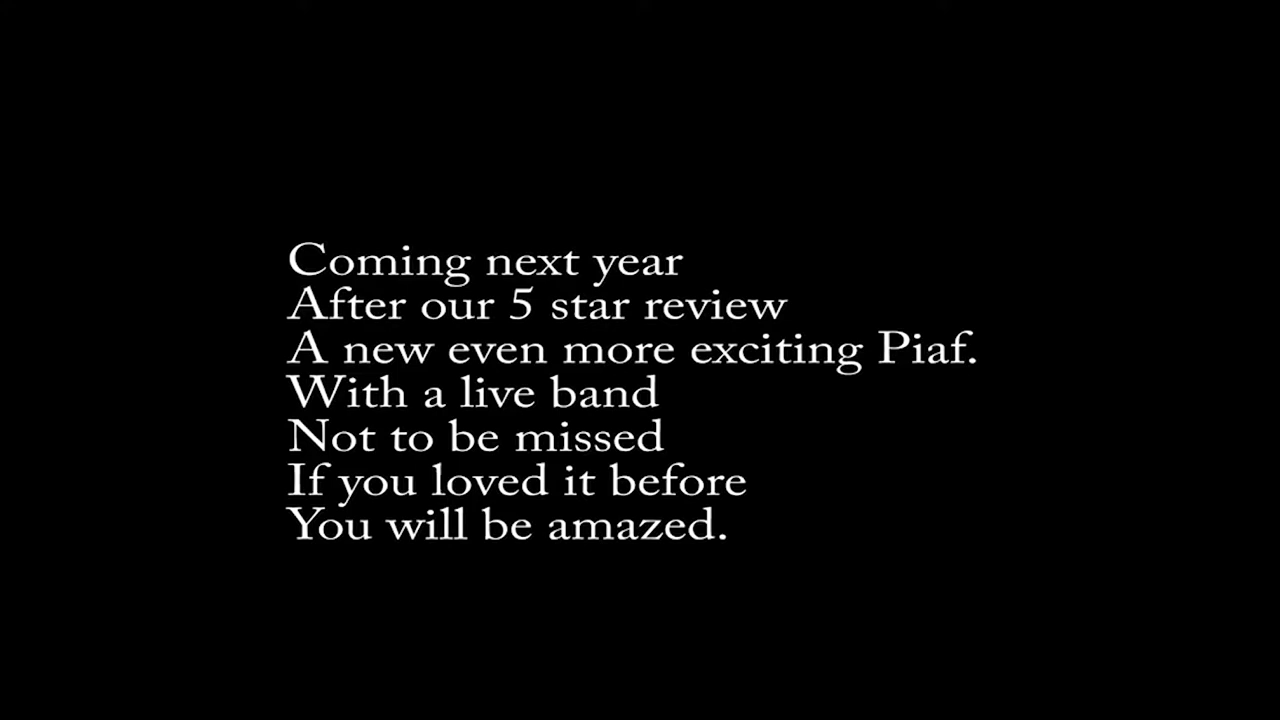 Coming next year
After our 5 star review
A new even more exciting Piaf.
With a live band
Not to be missed
If you loved it before
You will be amazed.